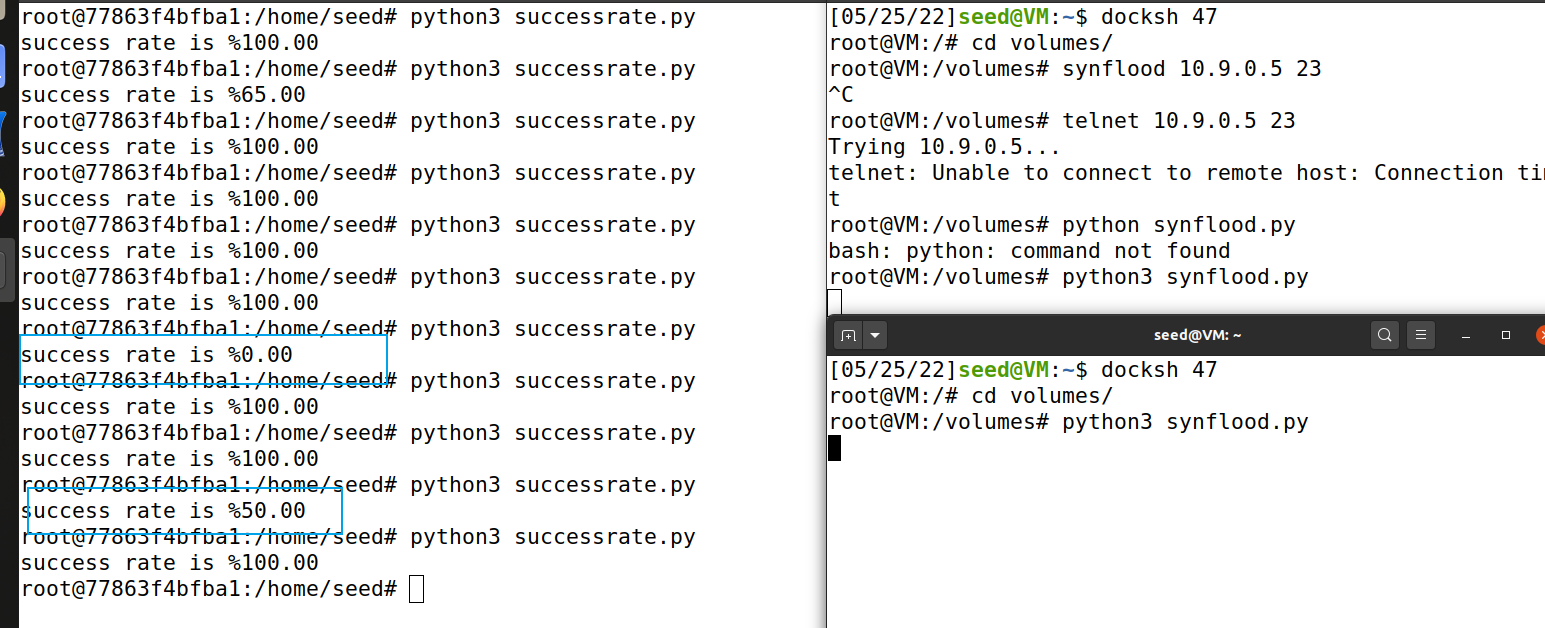 root@77863f4bfba1:/home/seed# python3 successrate.py
success rate is %100.00
root@77863f4bfba1:/home/seed# python3 successrate.py
success rate is %65.00
root@77863f4bfba1:/home/seed# python3 successrate.py
success rate is %100.00
root@77863f4bfba1:/home/seed# python3 successrate.py
success rate is %100.00
root@77863f4bfba1:/home/seed# python3 successrate.py
success rate is %100.00
root@77863f4bfba1:/home/seed# python3 successrate.py
success rate is %100.00
root@77863f4bfba1:/home/seed# python3 successrate.py
success rate is %0.00
root@77863f4bfba1:/home/seed# python3 successrate.py
success rate is %100.00
root@77863f4bfba1:/home/seed# python3 successrate.py
success rate is %100.00
root@77863f4bfba1:/home/seed# python3 successrate.py
success rate is %50.00
root@77863f4bfba1:/home/seed# python3 successrate.py
success rate is %100.00
root@77863f4bfba1:/home/seed#
[05/25/22]seed@VM:~$ docksh 47
root@VM:/# cd volumes/
root@VM:/volumes# synflood 10.9.0.5 23
^C
root@VM:/volumes# telnet 10.9.0.5 23
Trying 10.9.0.5...
telnet: Unable to connect to remote host: Connection ti
t
root@VM:/volumes# python synflood.py
bash: python: command not found
root@VM:/volumes# python3 synflood.py
seed@VM: ~
[05/25/22]seed@VM:~$ docksh 47
root@VM:/# cd volumes/
root@VM:/volumes# python3 synflood.py